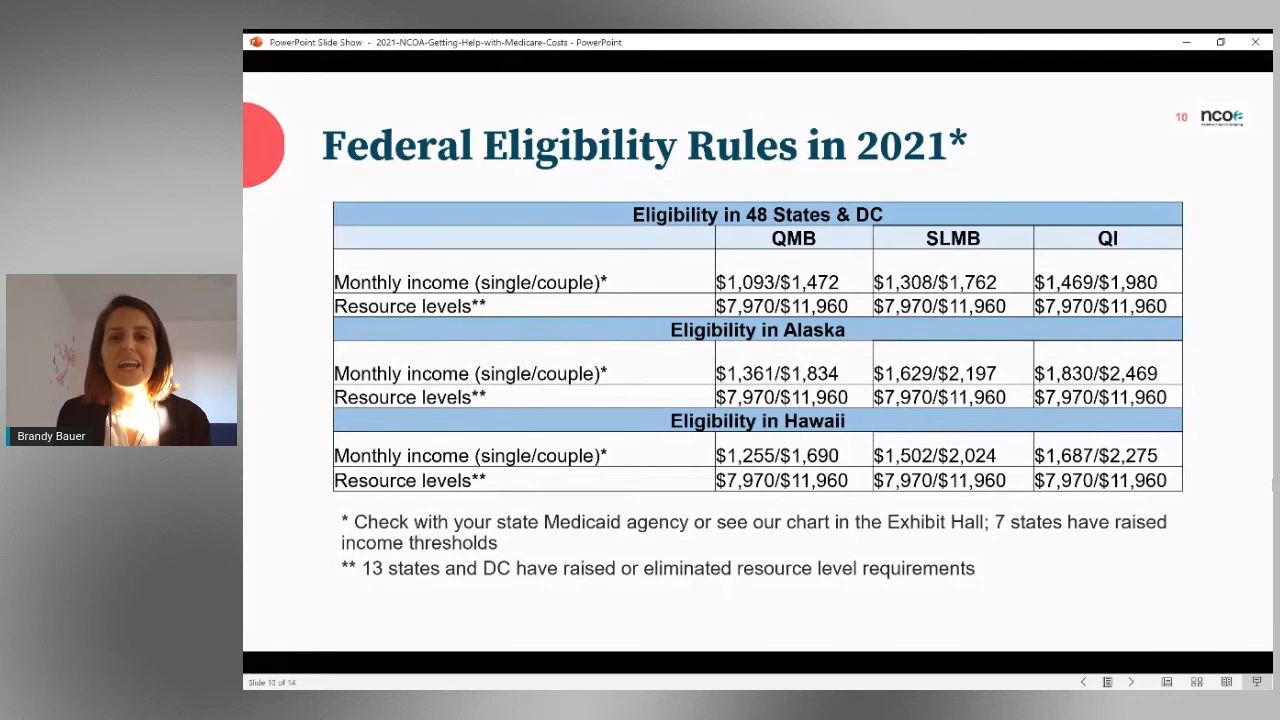 PowerPoint Slide Show - 2021-NCOA-Getting-Help-with-Medicare-Costs - PowerPoint
10 ncoa
Federal Eligibility Rules in 2021*
Eligibility in 48 States & DC
QMB SLMB QI
Monthly income (single/couple)* $1,093/$1,472 $1,308/$1,762 $1,469/$1,980
Resource levels** $7,970/$11,960 $7,970/$11,960 $7,970/$11,960
Eligibility in Alaska
Monthly income (single/couple)* $1,361/$1,834 $1,629/$2,197 $1,830/$2,469
Resource levels** $7,970/$11,960 $7,970/$11,960 $7,970/$11,960
Eligibility in Hawaii
Monthly income (single/couple)* $1,255/$1,690 $1,502/$2,024 $1,687/$2,275
Resource levels** $7,970/$11,960 $7,970/$11,960 $7,970/$11,960
* Check with your state Medicaid agency or see our chart in the Exhibit Hall; 7 states have raised
income thresholds
** 13 states and DC have raised or eliminated resource level requirements
Brandy Bauer
Slide 10 of 14